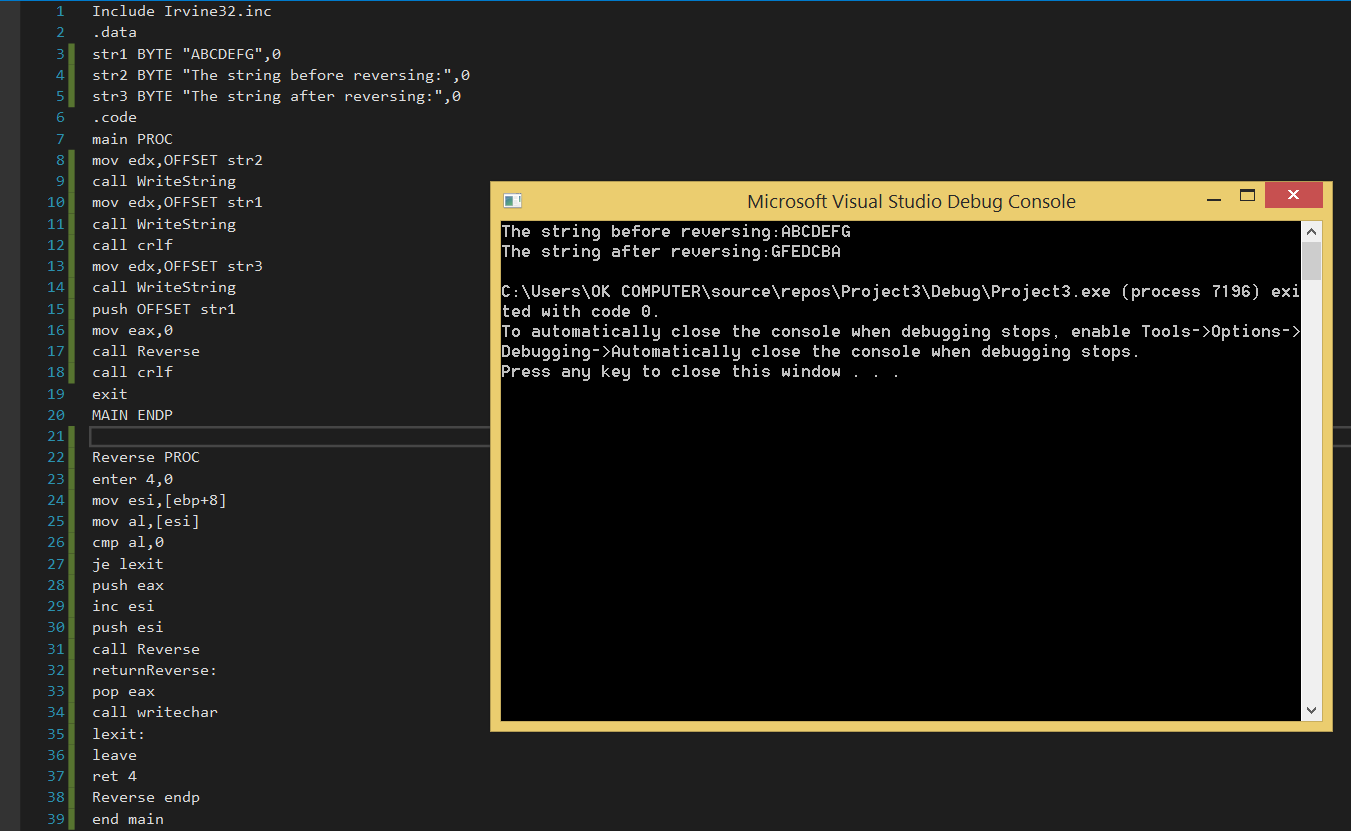 1 Include Irvine32.inc
2 .data
3 str1 BYTE "ABCDEFG",0
4 str2 BYTE "The string before reversing:",0
5 str3 BYTE "The string after reversing:",0
6 .code
7 main PROC
8 mov edx,OFFSET str2
9 call WriteString
10 mov edx,OFFSET str1
11 call WriteString
12 call crlf
13 mov edx,OFFSET str3
14 call WriteString
15 push OFFSET str1
16 mov eax,0
17 call Reverse
18 call crlf
19 exit
20 MAIN ENDP
21
22 Reverse PROC
23 enter 4,0
24 mov esi,[ebp+8]
25 mov al,[esi]
26 cmp al,0
27 je lexit
28 push eax
29 inc esi
30 push esi
31 call Reverse
32 returnReverse:
33 pop eax
34 call writechar
35 lexit:
36 leave
37 ret 4
38 Reverse endp
39 end main
Microsoft Visual Studio Debug Console
The string before reversing:ABCDEFG
The string after reversing:GFEDCBA
C:\Users\OK COMPUTER\source\repos\Project3\Debug\Project3.exe (process 7196) exi
ted with code 0.
To automatically close the console when debugging stops, enable Tools->Options->
Debugging->Automatically close the console when debugging stops.
Press any key to close this window . . .